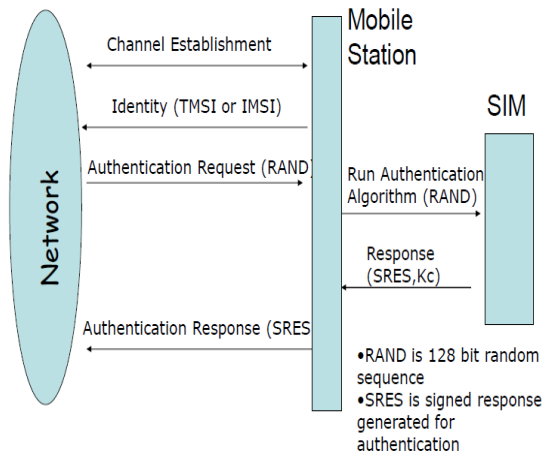 Channel Establishment
Mobile
Station
Identity (TMSI or IMSI)
SIM
Authentication Request (RAND)
Run Authentication
Algorithm (RAND)
Network
Response
(SRES,Kc)
Authentication Response (SRES
•RAND is 128 bit random
sequence
•SRES is signed response
generated for
authentication